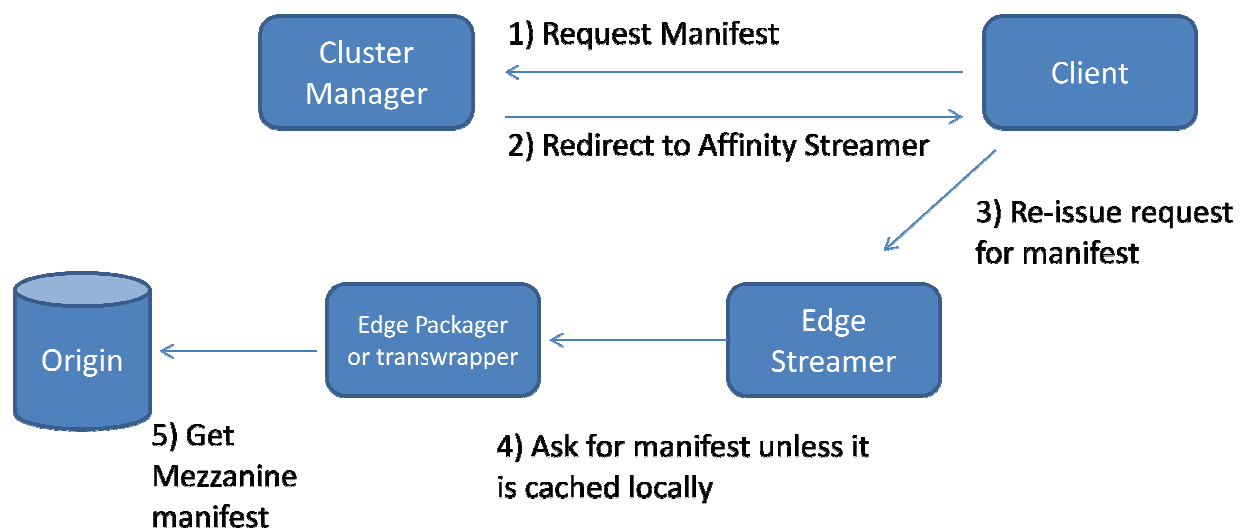 1) Request Manifest
Cluster
Manager
Client
2) Redirect to Affinity Streamer
3) Re-issue request
for manifest
Origin
Edge Packager
or transwrapper
Edge
Streamer
5) Get
Mezzanine
manifest
4) Ask for manifest unless it
is cached locally